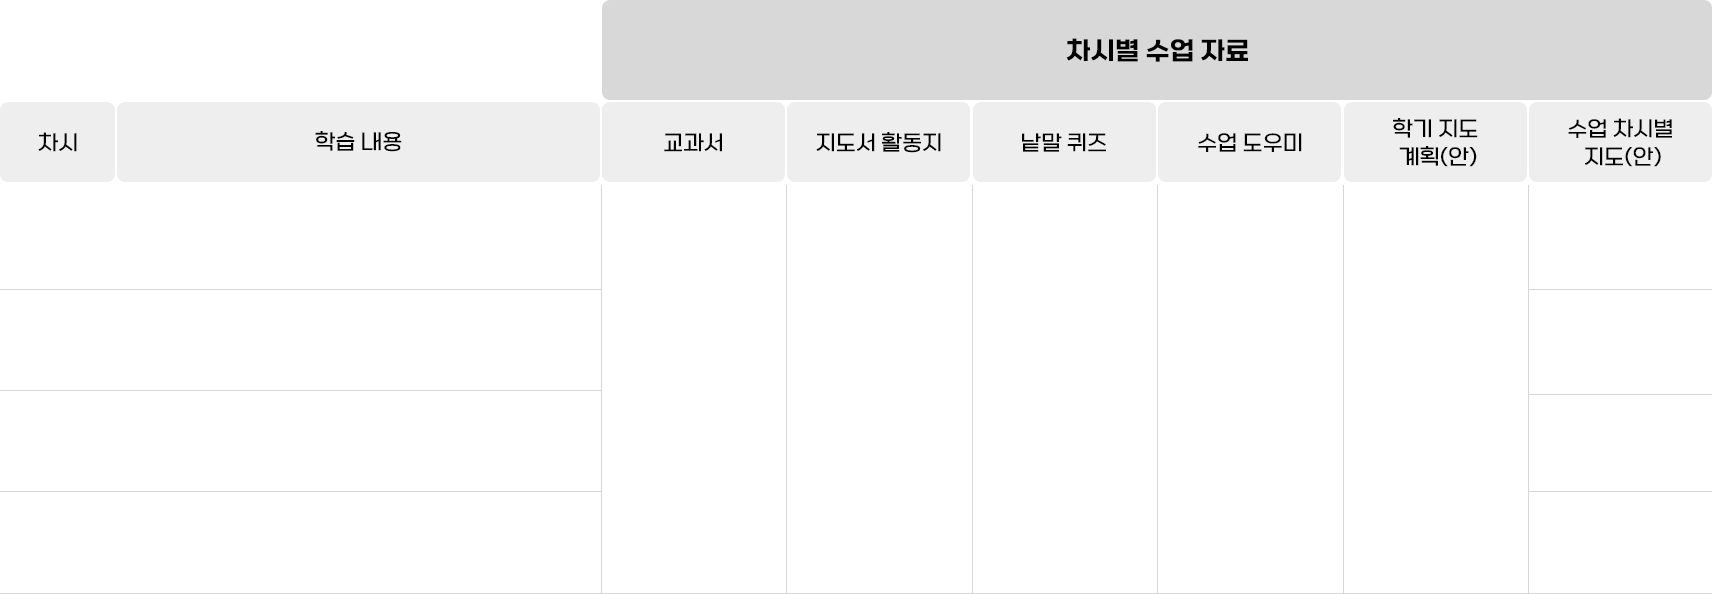 차시별 수업 자료
차시
학습 내용
교과서
지도서 활동지
낱말 퀴즈
수업 도우미
학기 지도
계획(안)
수업 차시별
지도(안)